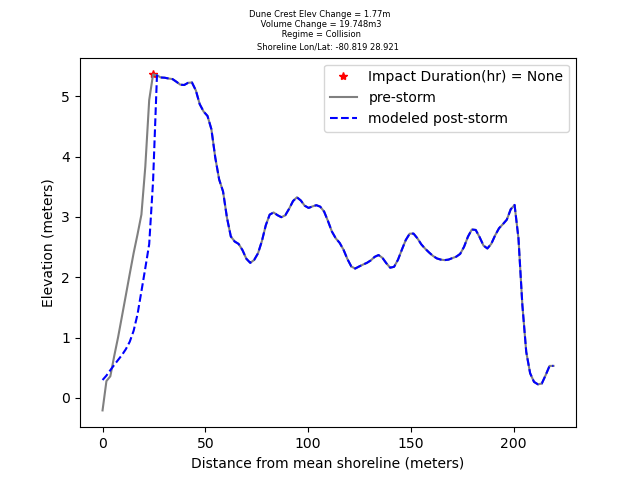 Dune Crest Elev Change = 1.77m
Volume Change = 19.748m3
Regime = Collision
Shoreline Lon/Lat: -80.819 28.921
Impact Duration(hr) = None
pre-storm
modeled post-storm
Elevation (meters)
5
4
3
2
1
0
0 50 100 150 200
Distance from mean shoreline (meters)